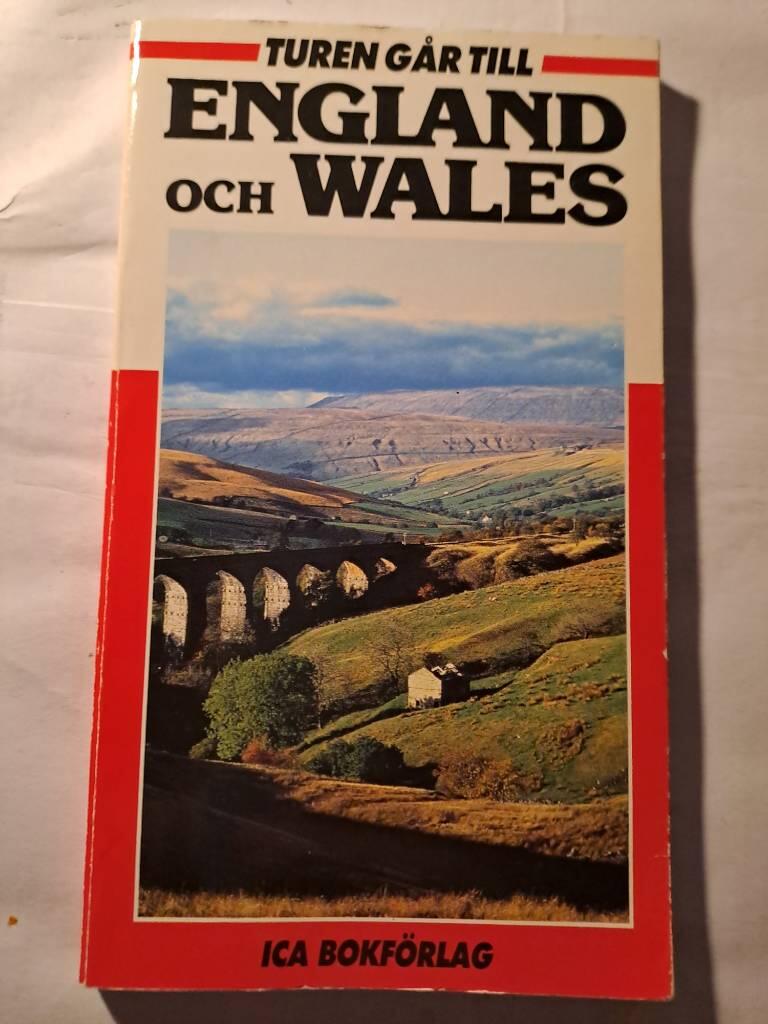 TUREN GÅR TILL
ENGLAND
OCH WALES
ICA BOKFÖRLAG